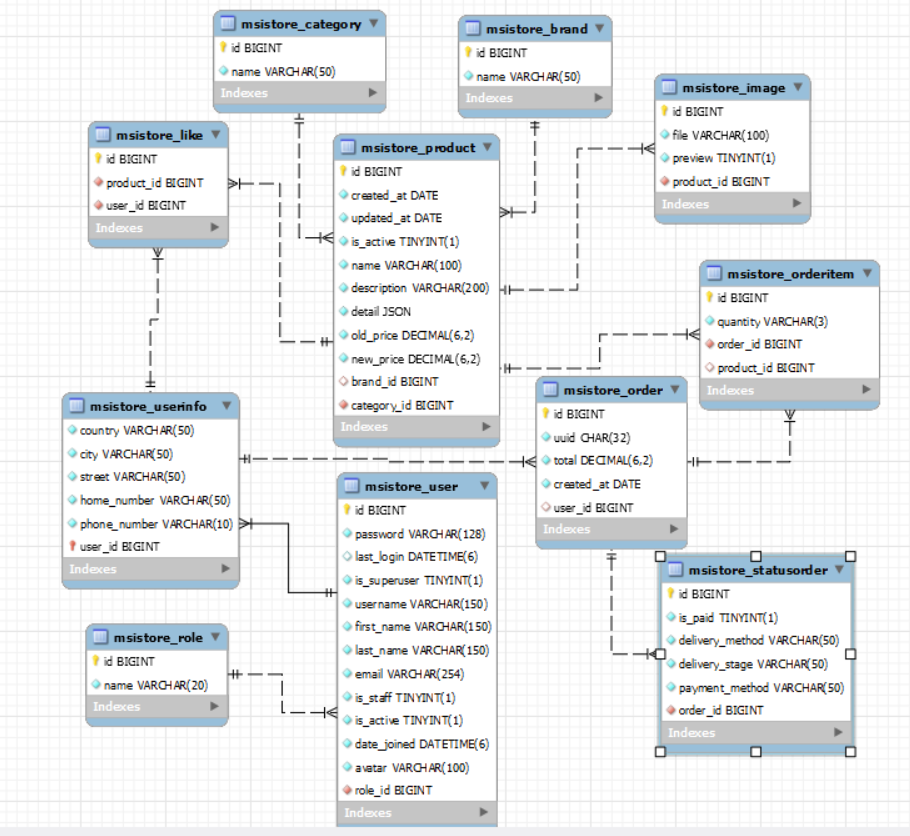 msistore_category
id BIGINT
name VARCHAR(50)
Indexes
msistore_brand
id BIGINT
name VARCHAR(50)
Indexes
msistore_image
id BIGINT
file VARCHAR(100)
preview TINYINT(1)
product_id BIGINT
Indexes
msistore_like
id BIGINT
product_id BIGINT
user_id BIGINT
Indexes
msistore_product
id BIGINT
created_at DATE
updated_at DATE
is_active TINYINT(1)
name VARCHAR(100)
description VARCHAR(200)
detail JSON
old_price DECIMAL(6,2)
new_price DECIMAL(6,2)
brand_id BIGINT
category_id BIGINT
Indexes
msistore_orderitem
id BIGINT
quantity VARCHAR(3)
order_id BIGINT
product_id BIGINT
Indexes
msistore_userinfo
country VARCHAR(50)
city VARCHAR(50)
street VARCHAR(50)
home_number VARCHAR(50)
phone_number VARCHAR(10)
user_id BIGINT
Indexes
msistore_order
id BIGINT
uuid CHAR(32)
total DECIMAL(6,2)
created_at DATE
user_id BIGINT
Indexes
msistore_user
id BIGINT
password VARCHAR(128)
last_login DATETIME(6)
is_superuser TINYINT(1)
username VARCHAR(150)
first_name VARCHAR(150)
last_name VARCHAR(150)
email VARCHAR(254)
is_staff TINYINT(1)
is_active TINYINT(1)
date_joined DATETIME(6)
avatar VARCHAR(100)
role_id BIGINT
Indexes
msistore_statusorder
id BIGINT
is_paid TINYINT(1)
delivery_method VARCHAR(50)
delivery_stage VARCHAR(50)
payment_method VARCHAR(50)
order_id BIGINT
Indexes
msistore_role
id BIGINT
name VARCHAR(20)
Indexes